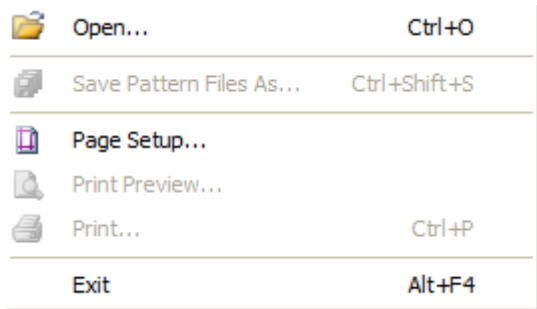 Open... Ctrl+O
Save Pattern Files As... Ctrl+Shift+S
Page Setup...
Print Preview...
Print... Ctrl+P
Exit Alt+F4